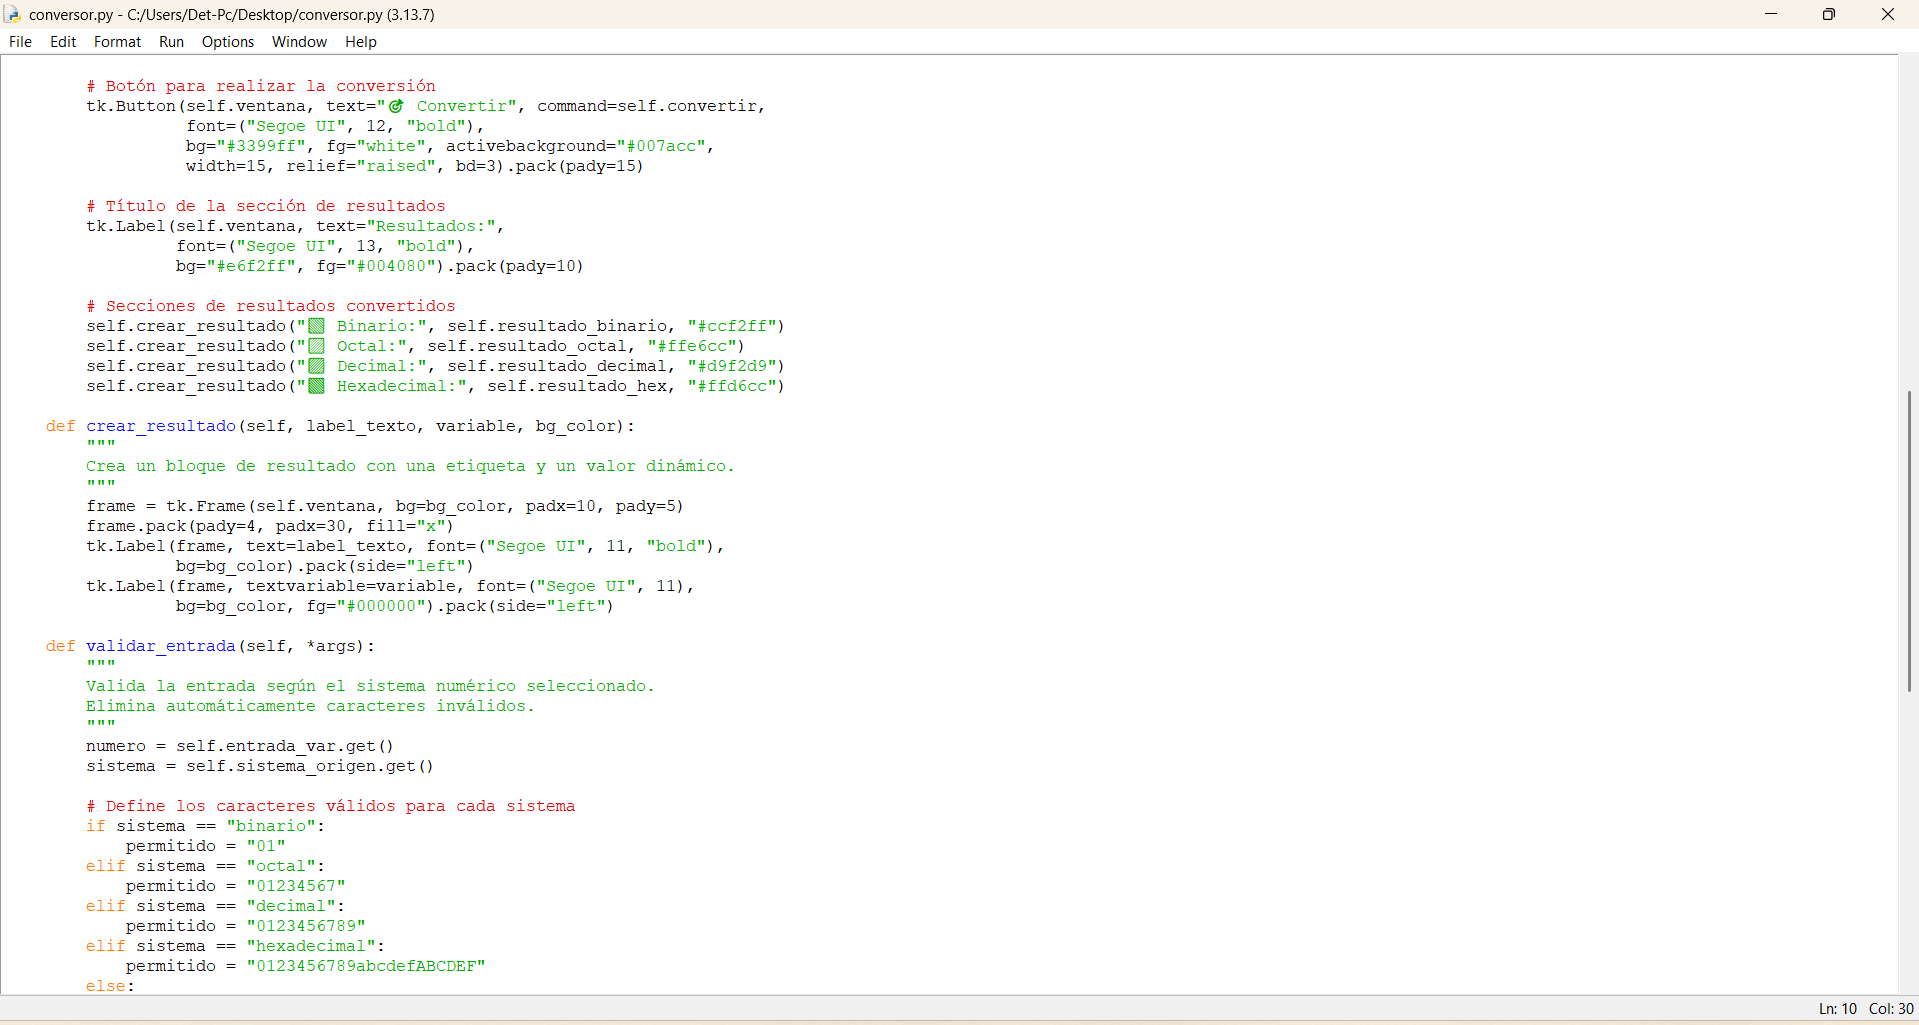 conversor.py - C:/Users/Det-Pc/Desktop/conversor.py (3.13.7)
File Edit Format Run Options Window Help
# Botón para realizar la conversión
tk.Button(self.ventana, text="🎯 Convertir", command=self.convertir,
font=("Segoe UI", 12, "bold"),
bg="#3399ff", fg="white", activebackground="#007acc",
width=15, relief="raised", bd=3).pack(pady=15)
# Título de la sección de resultados
tk.Label(self.ventana, text="Resultados:",
font=("Segoe UI", 13, "bold"),
bg="#e6f2ff", fg="#004080").pack(pady=10)
# Secciones de resultados convertidos
self.crear_resultado("🟦 Binario:", self.resultado_binario, "#ccf2ff")
self.crear_resultado("🟨 Octal:", self.resultado_octal, "#ffe6cc")
self.crear_resultado("🟩 Decimal:", self.resultado_decimal, "#d9f2d9")
self.crear_resultado("🟥 Hexadecimal:", self.resultado_hex, "#ffd6cc")
def crear_resultado(self, label_texto, variable, bg_color):
"""
Crea un bloque de resultado con una etiqueta y un valor dinámico.
"""
frame = tk.Frame(self.ventana, bg=bg_color, padx=10, pady=5)
frame.pack(pady=4, padx=30, fill="x")
tk.Label(frame, text=label_texto, font=("Segoe UI", 11, "bold"),
bg=bg_color).pack(side="left")
tk.Label(frame, textvariable=variable, font=("Segoe UI", 11),
bg=bg_color, fg="#000000").pack(side="left")
def validar_entrada(self, *args):
"""
Valida la entrada según el sistema numérico seleccionado.
Elimina automáticamente caracteres inválidos.
"""
numero = self.entrada_var.get()
sistema = self.sistema_origen.get()
# Define los caracteres válidos para cada sistema
if sistema == "binario":
permitido = "01"
elif sistema == "octal":
permitido = "01234567"
elif sistema == "decimal":
permitido = "0123456789"
elif sistema == "hexadecimal":
permitido = "0123456789abcdefABCDEF"
else:
Ln: 10 Col: 30